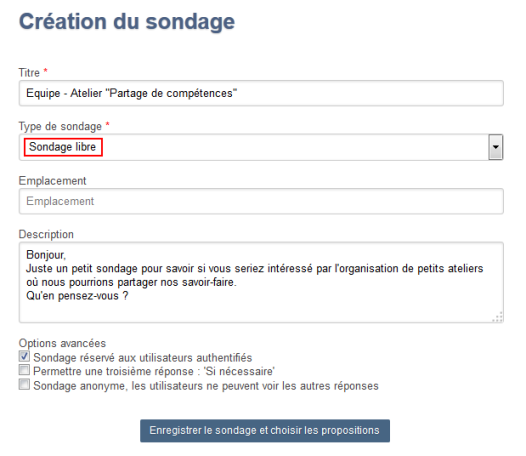 Création du sondage
Titre *
Equipe - Atelier "Partage de compétences"
Type de sondage *
Sondage libre
Emplacement
Emplacement
Description
Bonjour,
Juste un petit sondage pour savoir si vous seriez intéressé par l'organisation de petits ateliers
où nous pourrions partager nos savoir-faire.
Qu'en pensez-vous ?
Options avancées
Sondage réservé aux utilisateurs authentifiés
Permettre une troisième réponse : 'Si nécessaire'
Sondage anonyme, les utilisateurs ne peuvent voir les autres réponses
Enregistrer le sondage et choisir les propositions